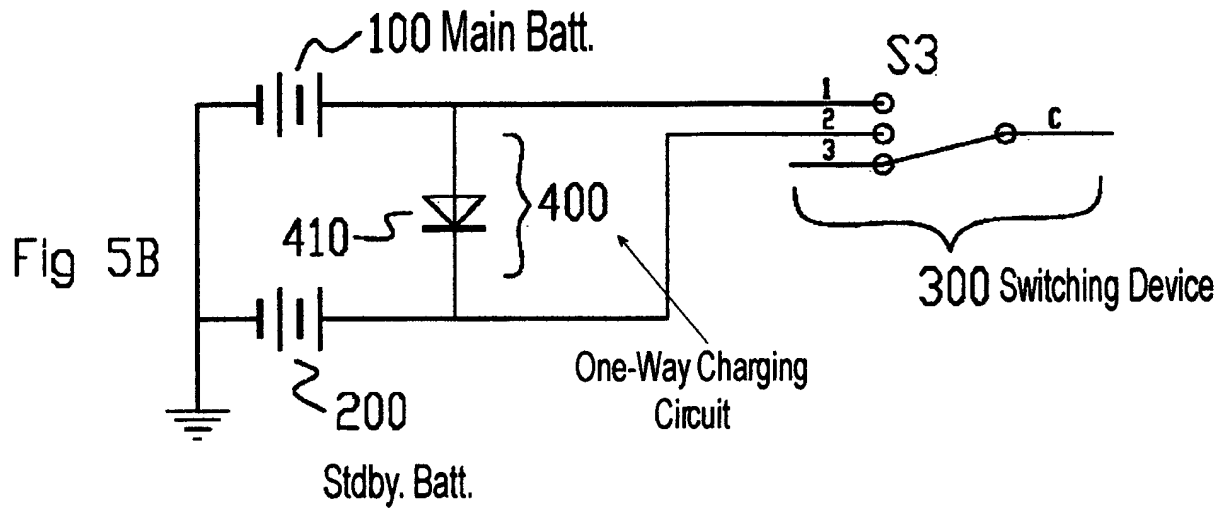 100 Main Batt.
S3
1
2
C
3
400
410
Fig 5B
300 Switching Device
One-Way Charging
Circuit
200
Stdby. Batt.